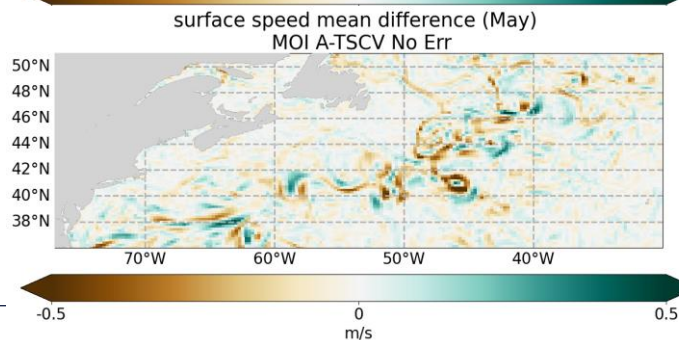 surface speed mean difference (May)
MOI A-TSCV No Err
50°N
48°N
46°N
44°N
42°N
40°N
38°N
70°W 60°W 50°W 40°W
-0.5 0 0.5
m/s